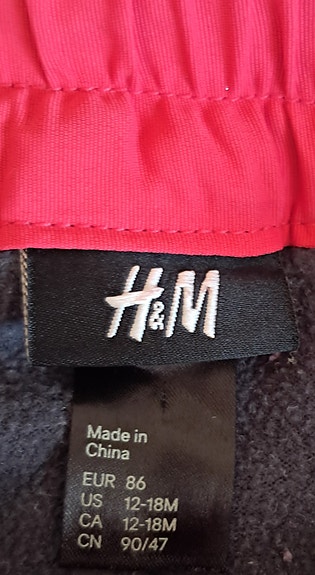 H&M
Made in
China
EUR 86
US 12-18M
CA 12-18M
CN 90/47